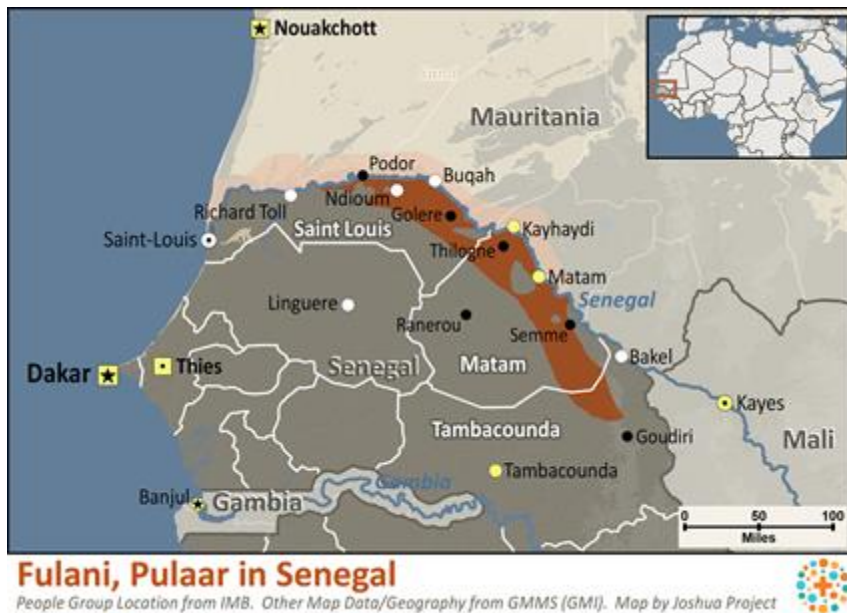 Nouakchott
Mauritania
Podor
Buqah
Ndioum
Richard Toll
Golere
Saint Louis
Kayhaydi
Saint-Louis
Thilogne
Matam
Linguere
Senegal
Ranerou
Semme
Senegal
Matam
Bakel
Dakar
Thies
Kayes
Tambacounda
Goudiri
Mali
Tambacounda
Gambia
Banjul
Gambia
0 50 100
Miles
Fulani, Pulaar in Senegal
People Group Location from IMB. Other Map Data/Geography from GMMS (GMI). Map by Joshua Project